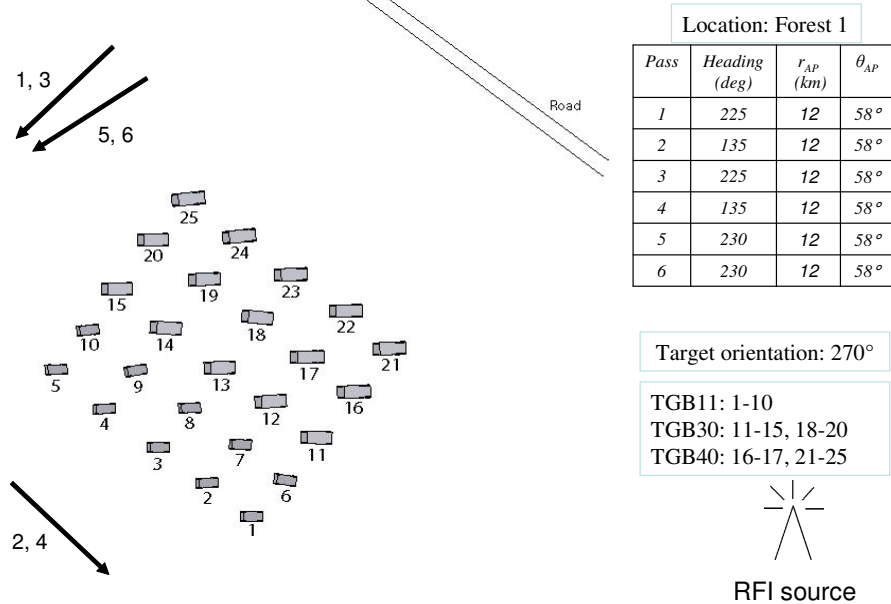 Location: Forest 1
Pass Heading (deg) r_AP (km) θ_AP
1 225 12 58°
2 135 12 58°
3 225 12 58°
4 135 12 58°
5 230 12 58°
6 230 12 58°
1, 3
5, 6
Road
25
20 24
15 19 23
10 14 18 22
5 9 13 17 21
4 8 12 16
3 7 11
2 6
1
2, 4
Target orientation: 270°
TGB11: 1-10
TGB30: 11-15, 18-20
TGB40: 16-17, 21-25
RFI source